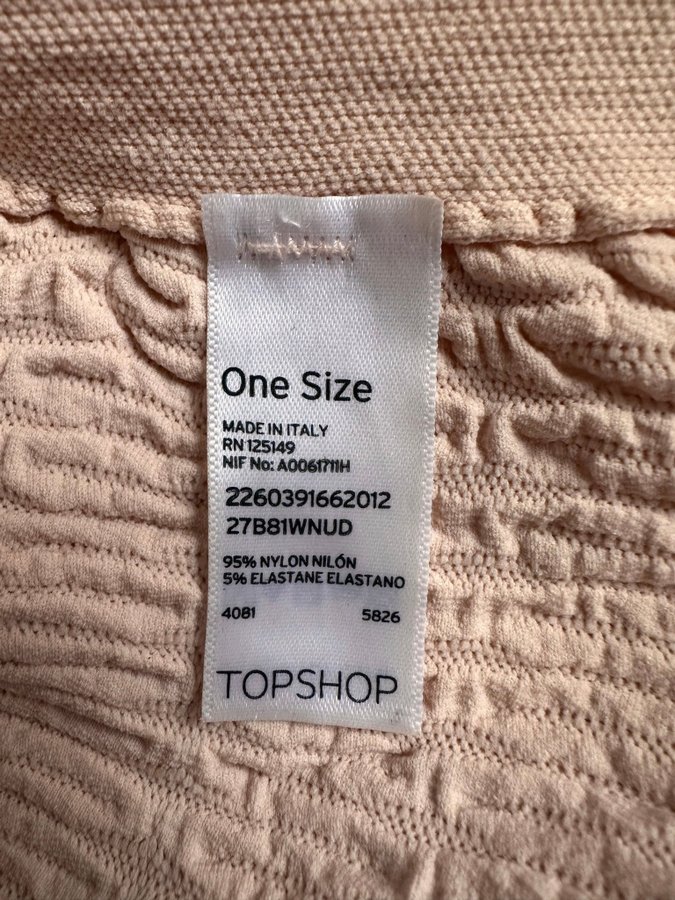 One Size
MADE IN ITALY
RN 125149
NIF No: A0061711H
2260391662012
27B81WNUD
95% NYLON NILÓN
5% ELASTANE ELASTANO
4081 5826
TOPSHOP